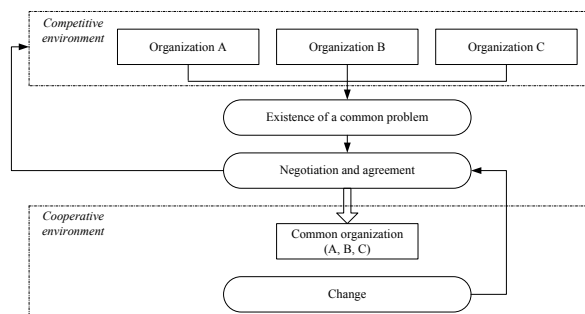 Competitive
environment
Organization A
Organization B
Organization C
Existence of a common problem
Negotiation and agreement
Cooperative
environment
Common organization
(A, B, C)
Change